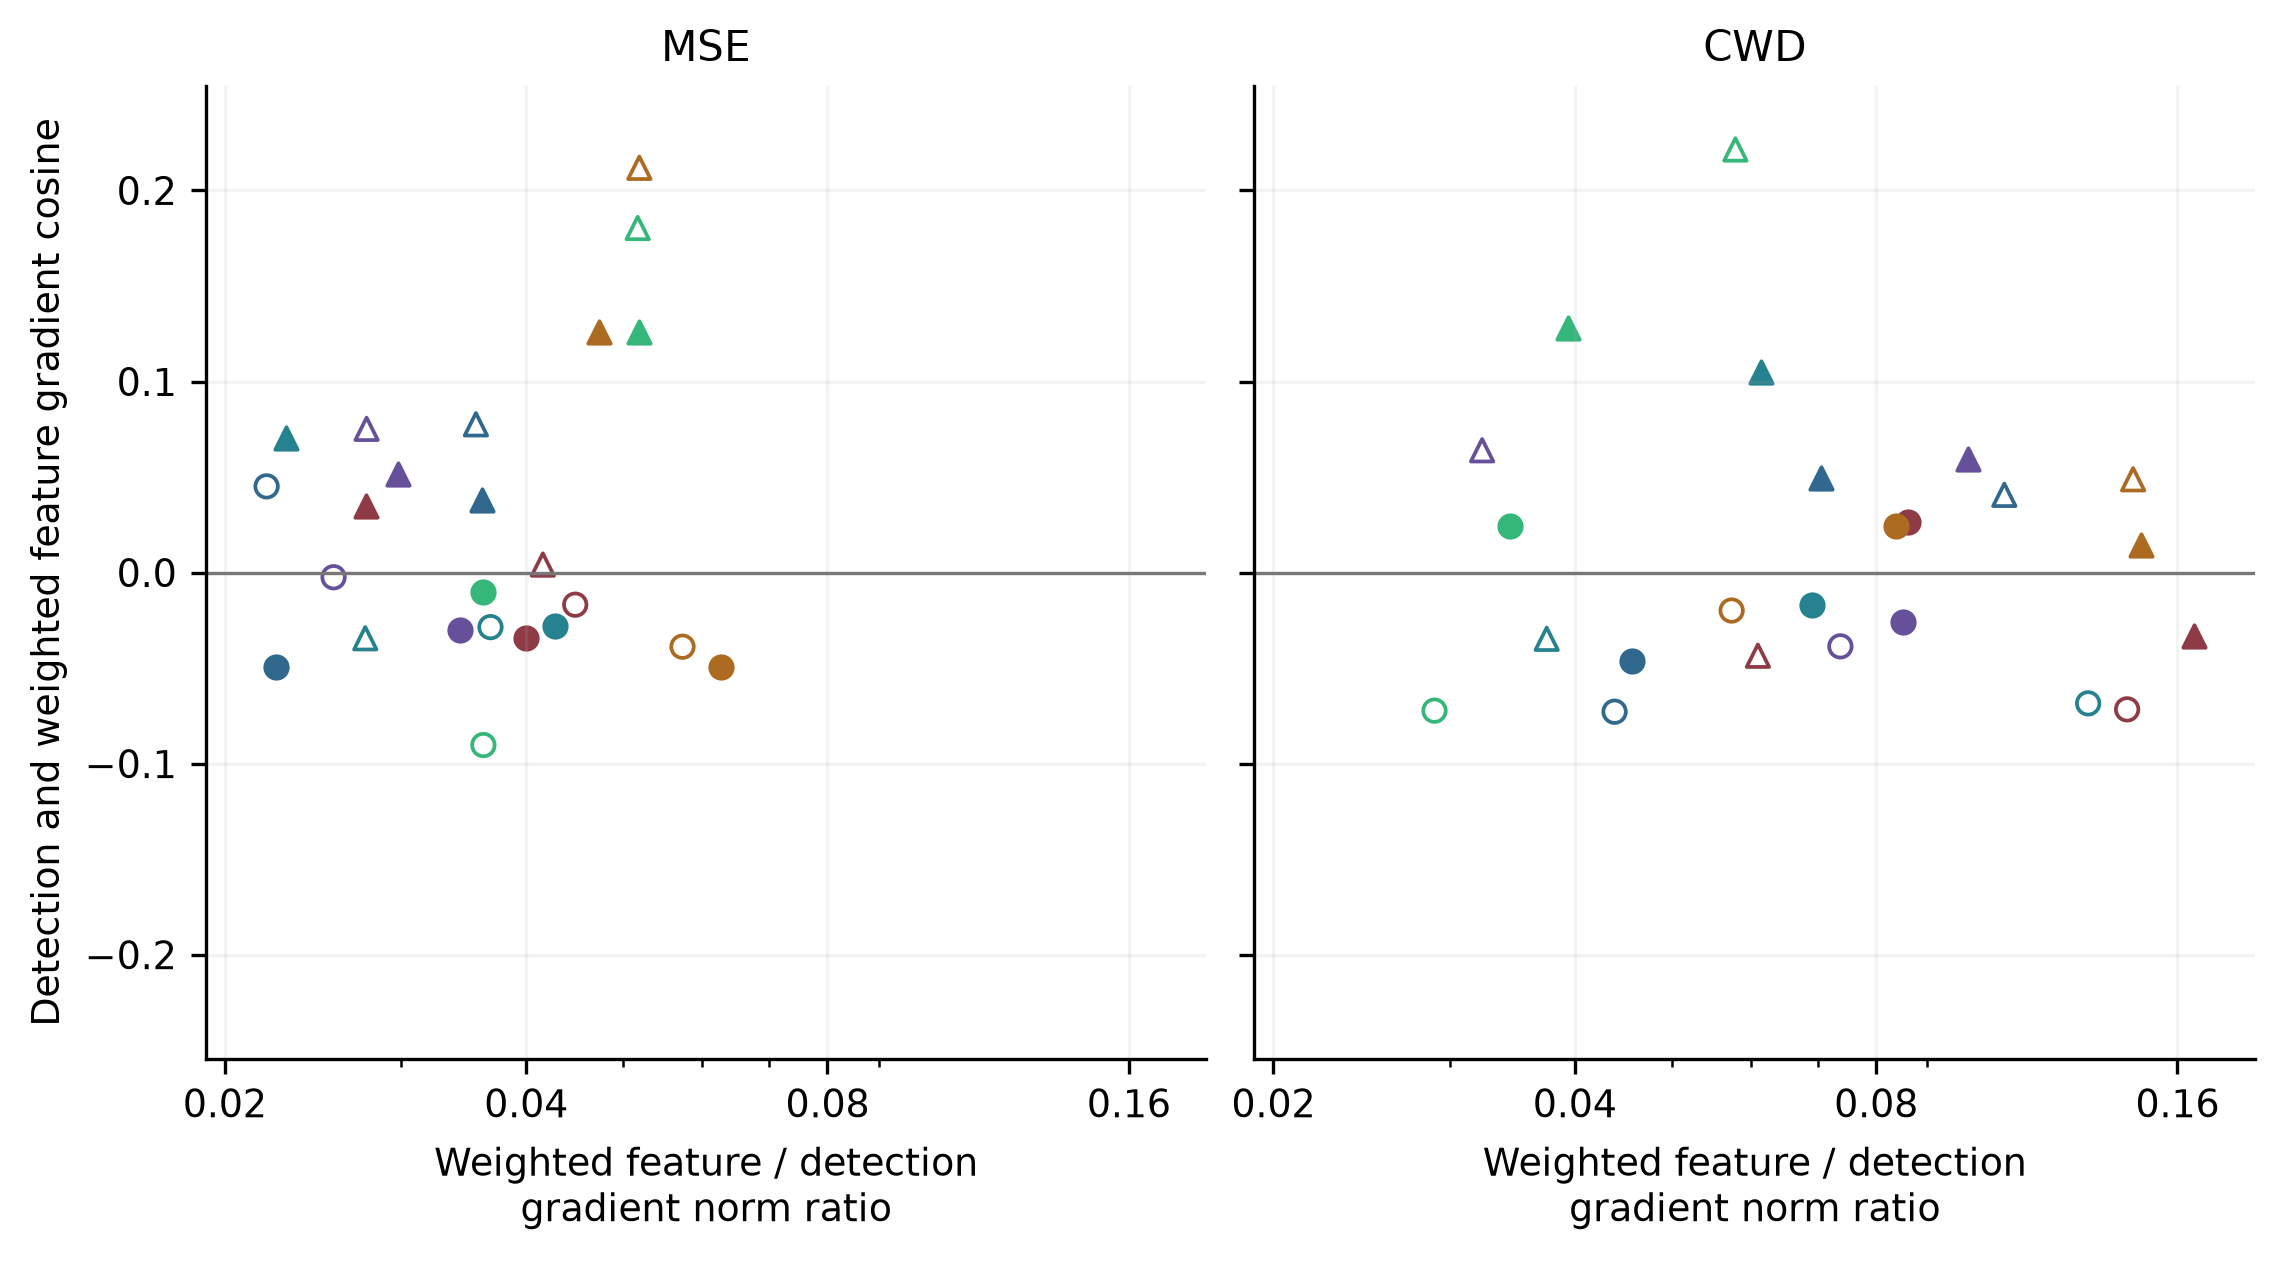 MSE
CWD
Detection and weighted feature gradient cosine
0.2
0.1
0.0
−0.1
−0.2
0.02
0.04
0.08
0.16
0.02
0.04
0.08
0.16
Weighted feature / detection
gradient norm ratio
Weighted feature / detection
gradient norm ratio